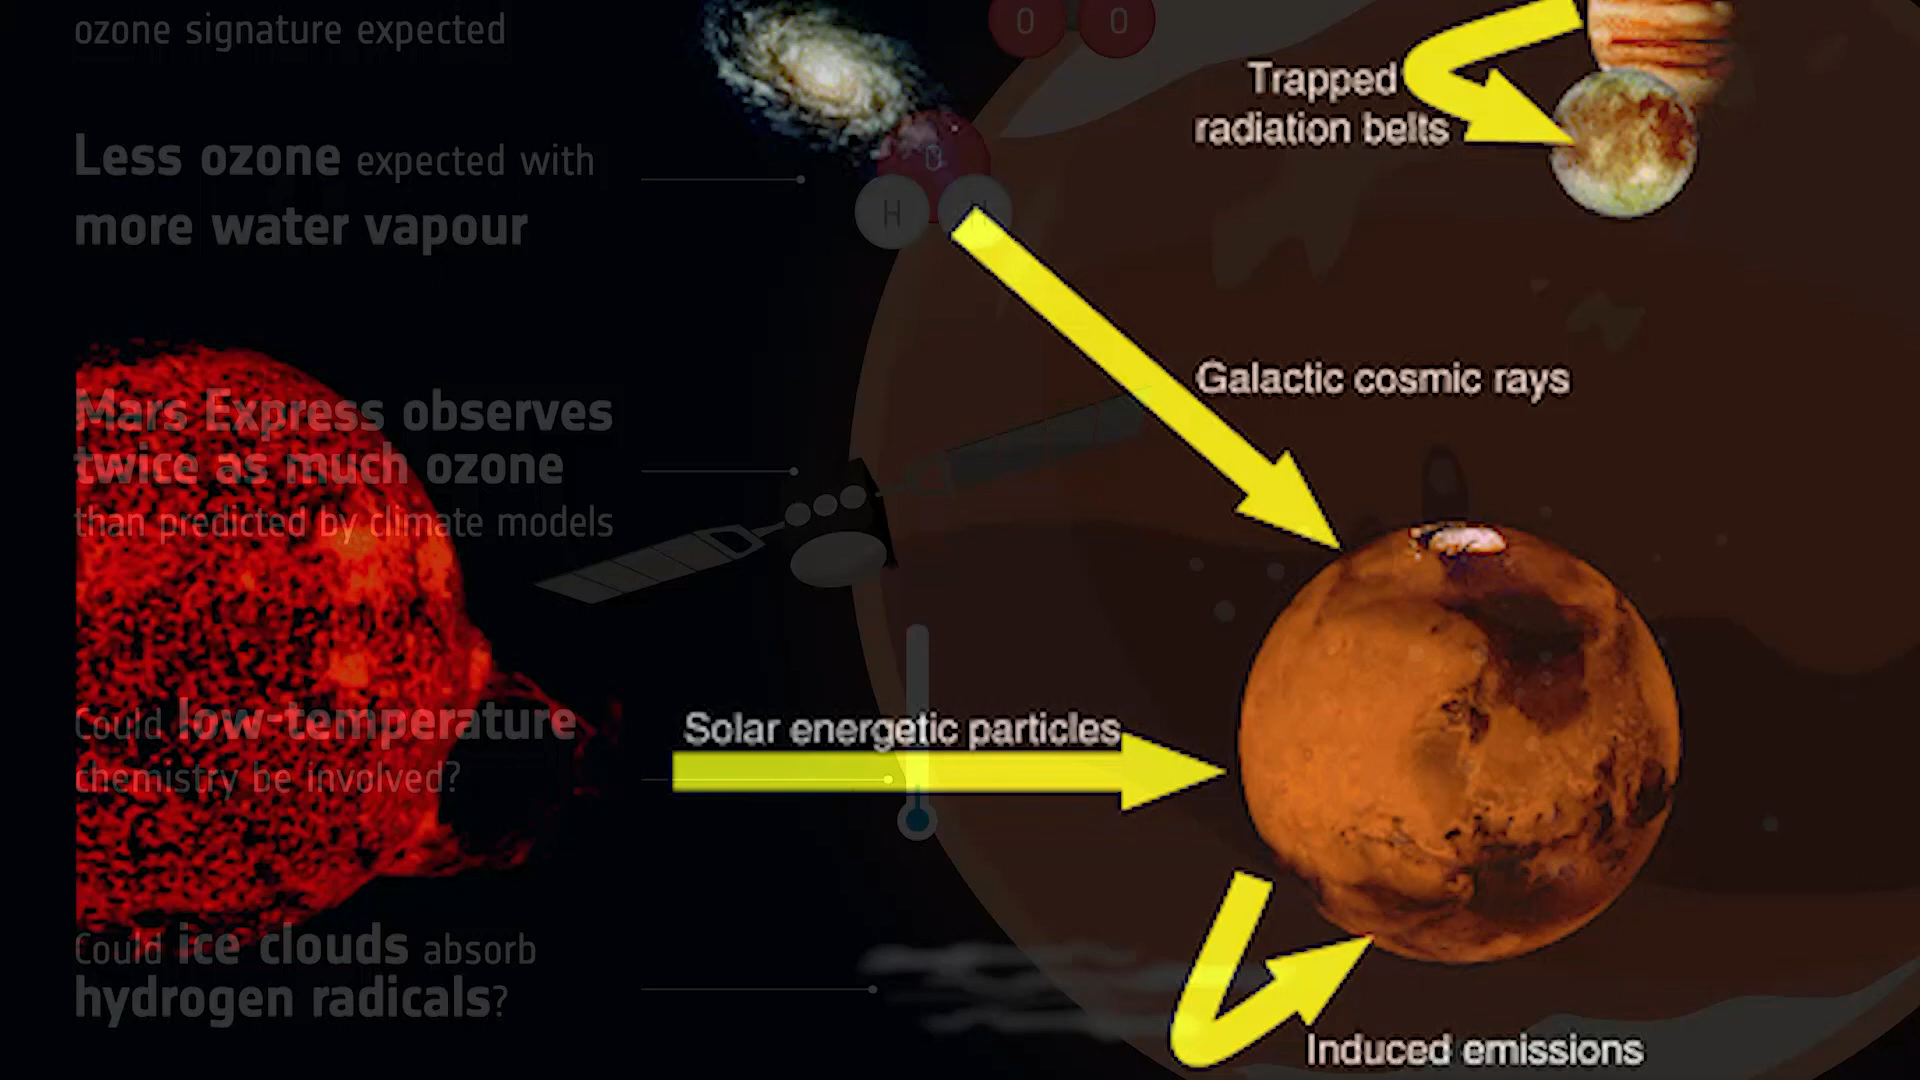 ozone signature expected
Less ozone expected with
more water vapour
Mars Express observes
twice as much ozone
than predicted by climate models
Could low-temperature
chemistry be involved?
Could ice clouds absorb
hydrogen radicals?
O O
H
Trapped
radiation belts
Galactic cosmic rays
Solar energetic particles
Induced emissions